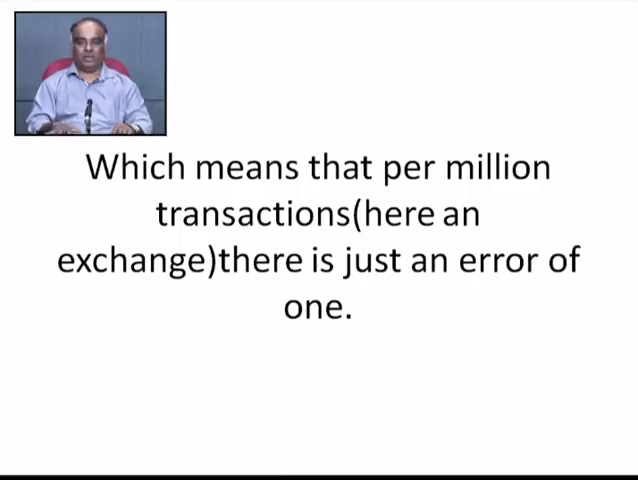 Which means that per million
transactions(here an
exchange)there is just an error of
one.